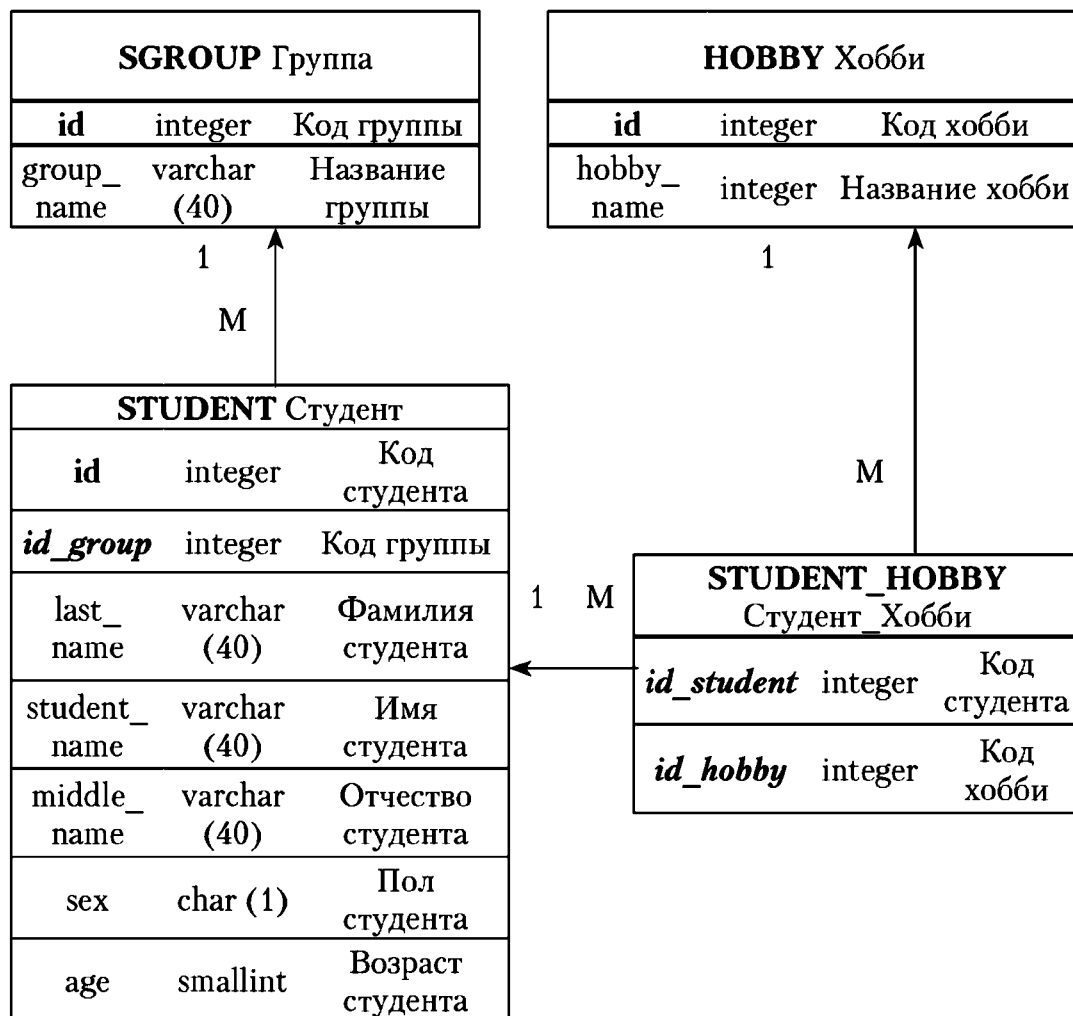 SGROUP Группа
id integer Код группы
group_ varchar Название
name (40) группы
HOBBY Хобби
id integer Код хобби
hobby_
name integer Название хобби
1
M
1
M
STUDENT Студент
id integer Код
студента
id_group integer Код группы
last_ varchar Фамилия
name (40) студента
student_ varchar Имя
name (40) студента
middle_ varchar Отчество
name (40) студента
sex char (1) Пол
студента
age smallint Возраст
студента
1 M
STUDENT_HOBBY
Студент_Хобби
id_student integer Код
студента
id_hobby integer Код
хобби